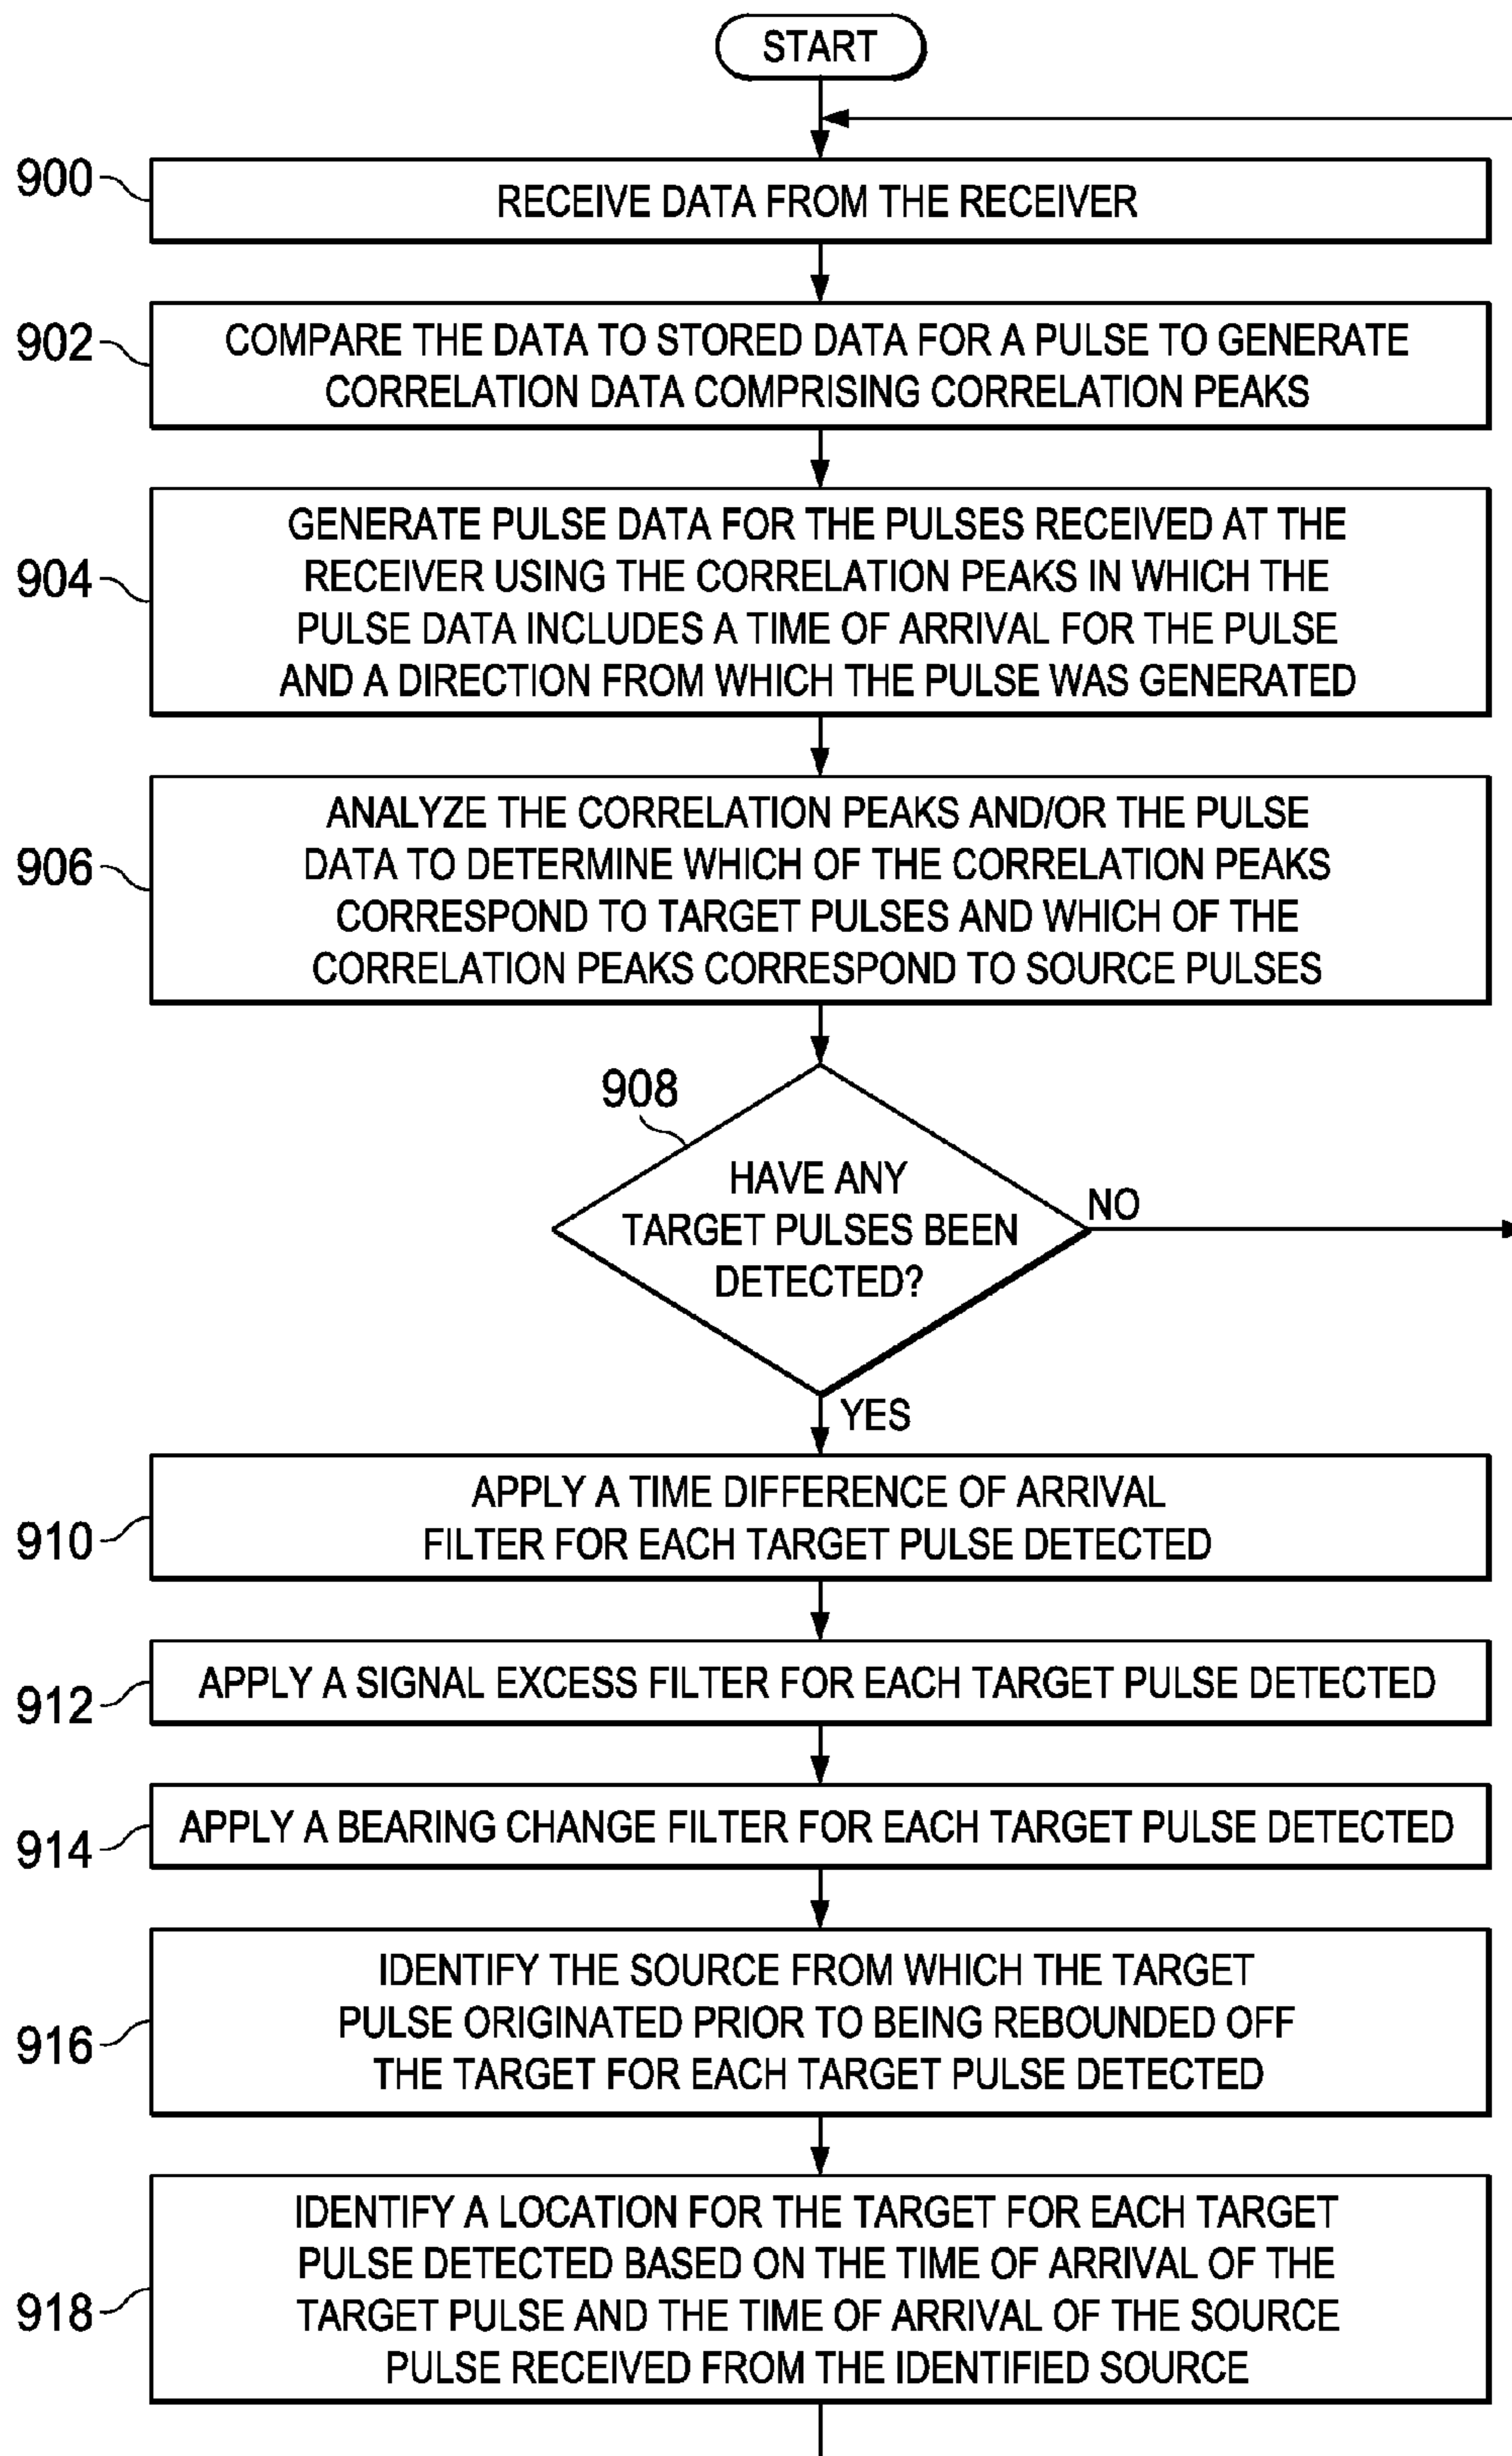 START
900
RECEIVE DATA FROM THE RECEIVER
902
COMPARE THE DATA TO STORED DATA FOR A PULSE TO GENERATE
CORRELATION DATA COMPRISING CORRELATION PEAKS
904
GENERATE PULSE DATA FOR THE PULSES RECEIVED AT THE
RECEIVER USING THE CORRELATION PEAKS IN WHICH THE
PULSE DATA INCLUDES A TIME OF ARRIVAL FOR THE PULSE
AND A DIRECTION FROM WHICH THE PULSE WAS GENERATED
906
ANALYZE THE CORRELATION PEAKS AND/OR THE PULSE
DATA TO DETERMINE WHICH OF THE CORRELATION PEAKS
CORRESPOND TO TARGET PULSES AND WHICH OF THE
CORRELATION PEAKS CORRESPOND TO SOURCE PULSES
908
HAVE ANY
TARGET PULSES BEEN
DETECTED?
NO
YES
910
APPLY A TIME DIFFERENCE OF ARRIVAL
FILTER FOR EACH TARGET PULSE DETECTED
912
APPLY A SIGNAL EXCESS FILTER FOR EACH TARGET PULSE DETECTED
914
APPLY A BEARING CHANGE FILTER FOR EACH TARGET PULSE DETECTED
916
IDENTIFY THE SOURCE FROM WHICH THE TARGET
PULSE ORIGINATED PRIOR TO BEING REBOUNDED OFF
THE TARGET FOR EACH TARGET PULSE DETECTED
918
IDENTIFY A LOCATION FOR THE TARGET FOR EACH TARGET
PULSE DETECTED BASED ON THE TIME OF ARRIVAL OF THE
TARGET PULSE AND THE TIME OF ARRIVAL OF THE SOURCE
PULSE RECEIVED FROM THE IDENTIFIED SOURCE